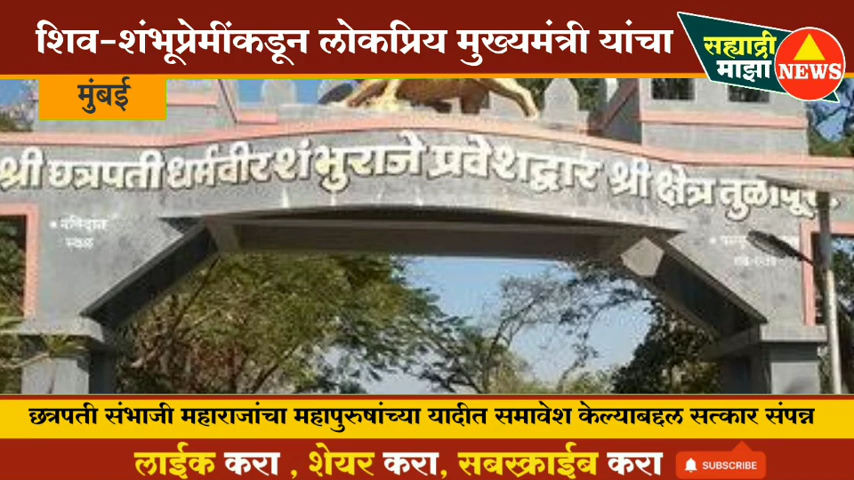 शिव-शंभूप्रेमींकडून लोकप्रिय मुख्यमंत्री यांचा
सह्याद्री
माझा
NEWS
मुंबई
श्री छत्रपती धर्मवीर शंभुराजे प्रवेशद्वार श्री क्षेत्र तुळापूर
स्थळ
छत्रपती संभाजी महाराजांचा महापुरुषांच्या यादीत समावेश केल्याबद्दल सत्कार संपन्न
लाईक करा , शेयर करा, सबस्क्राईब करा
SUBSCRIBE